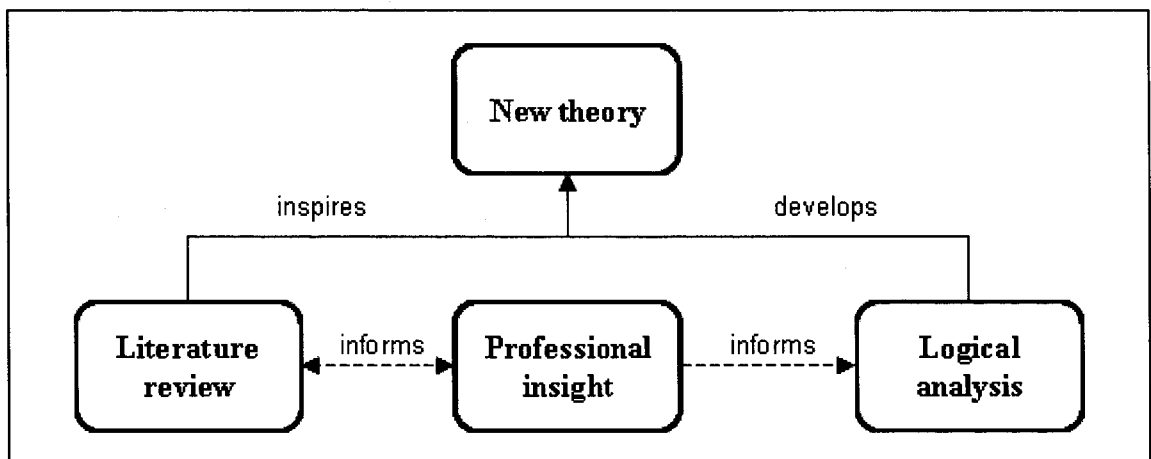 New theory
inspires
develops
Literature
review
informs
Professional
insight
informs
Logical
analysis